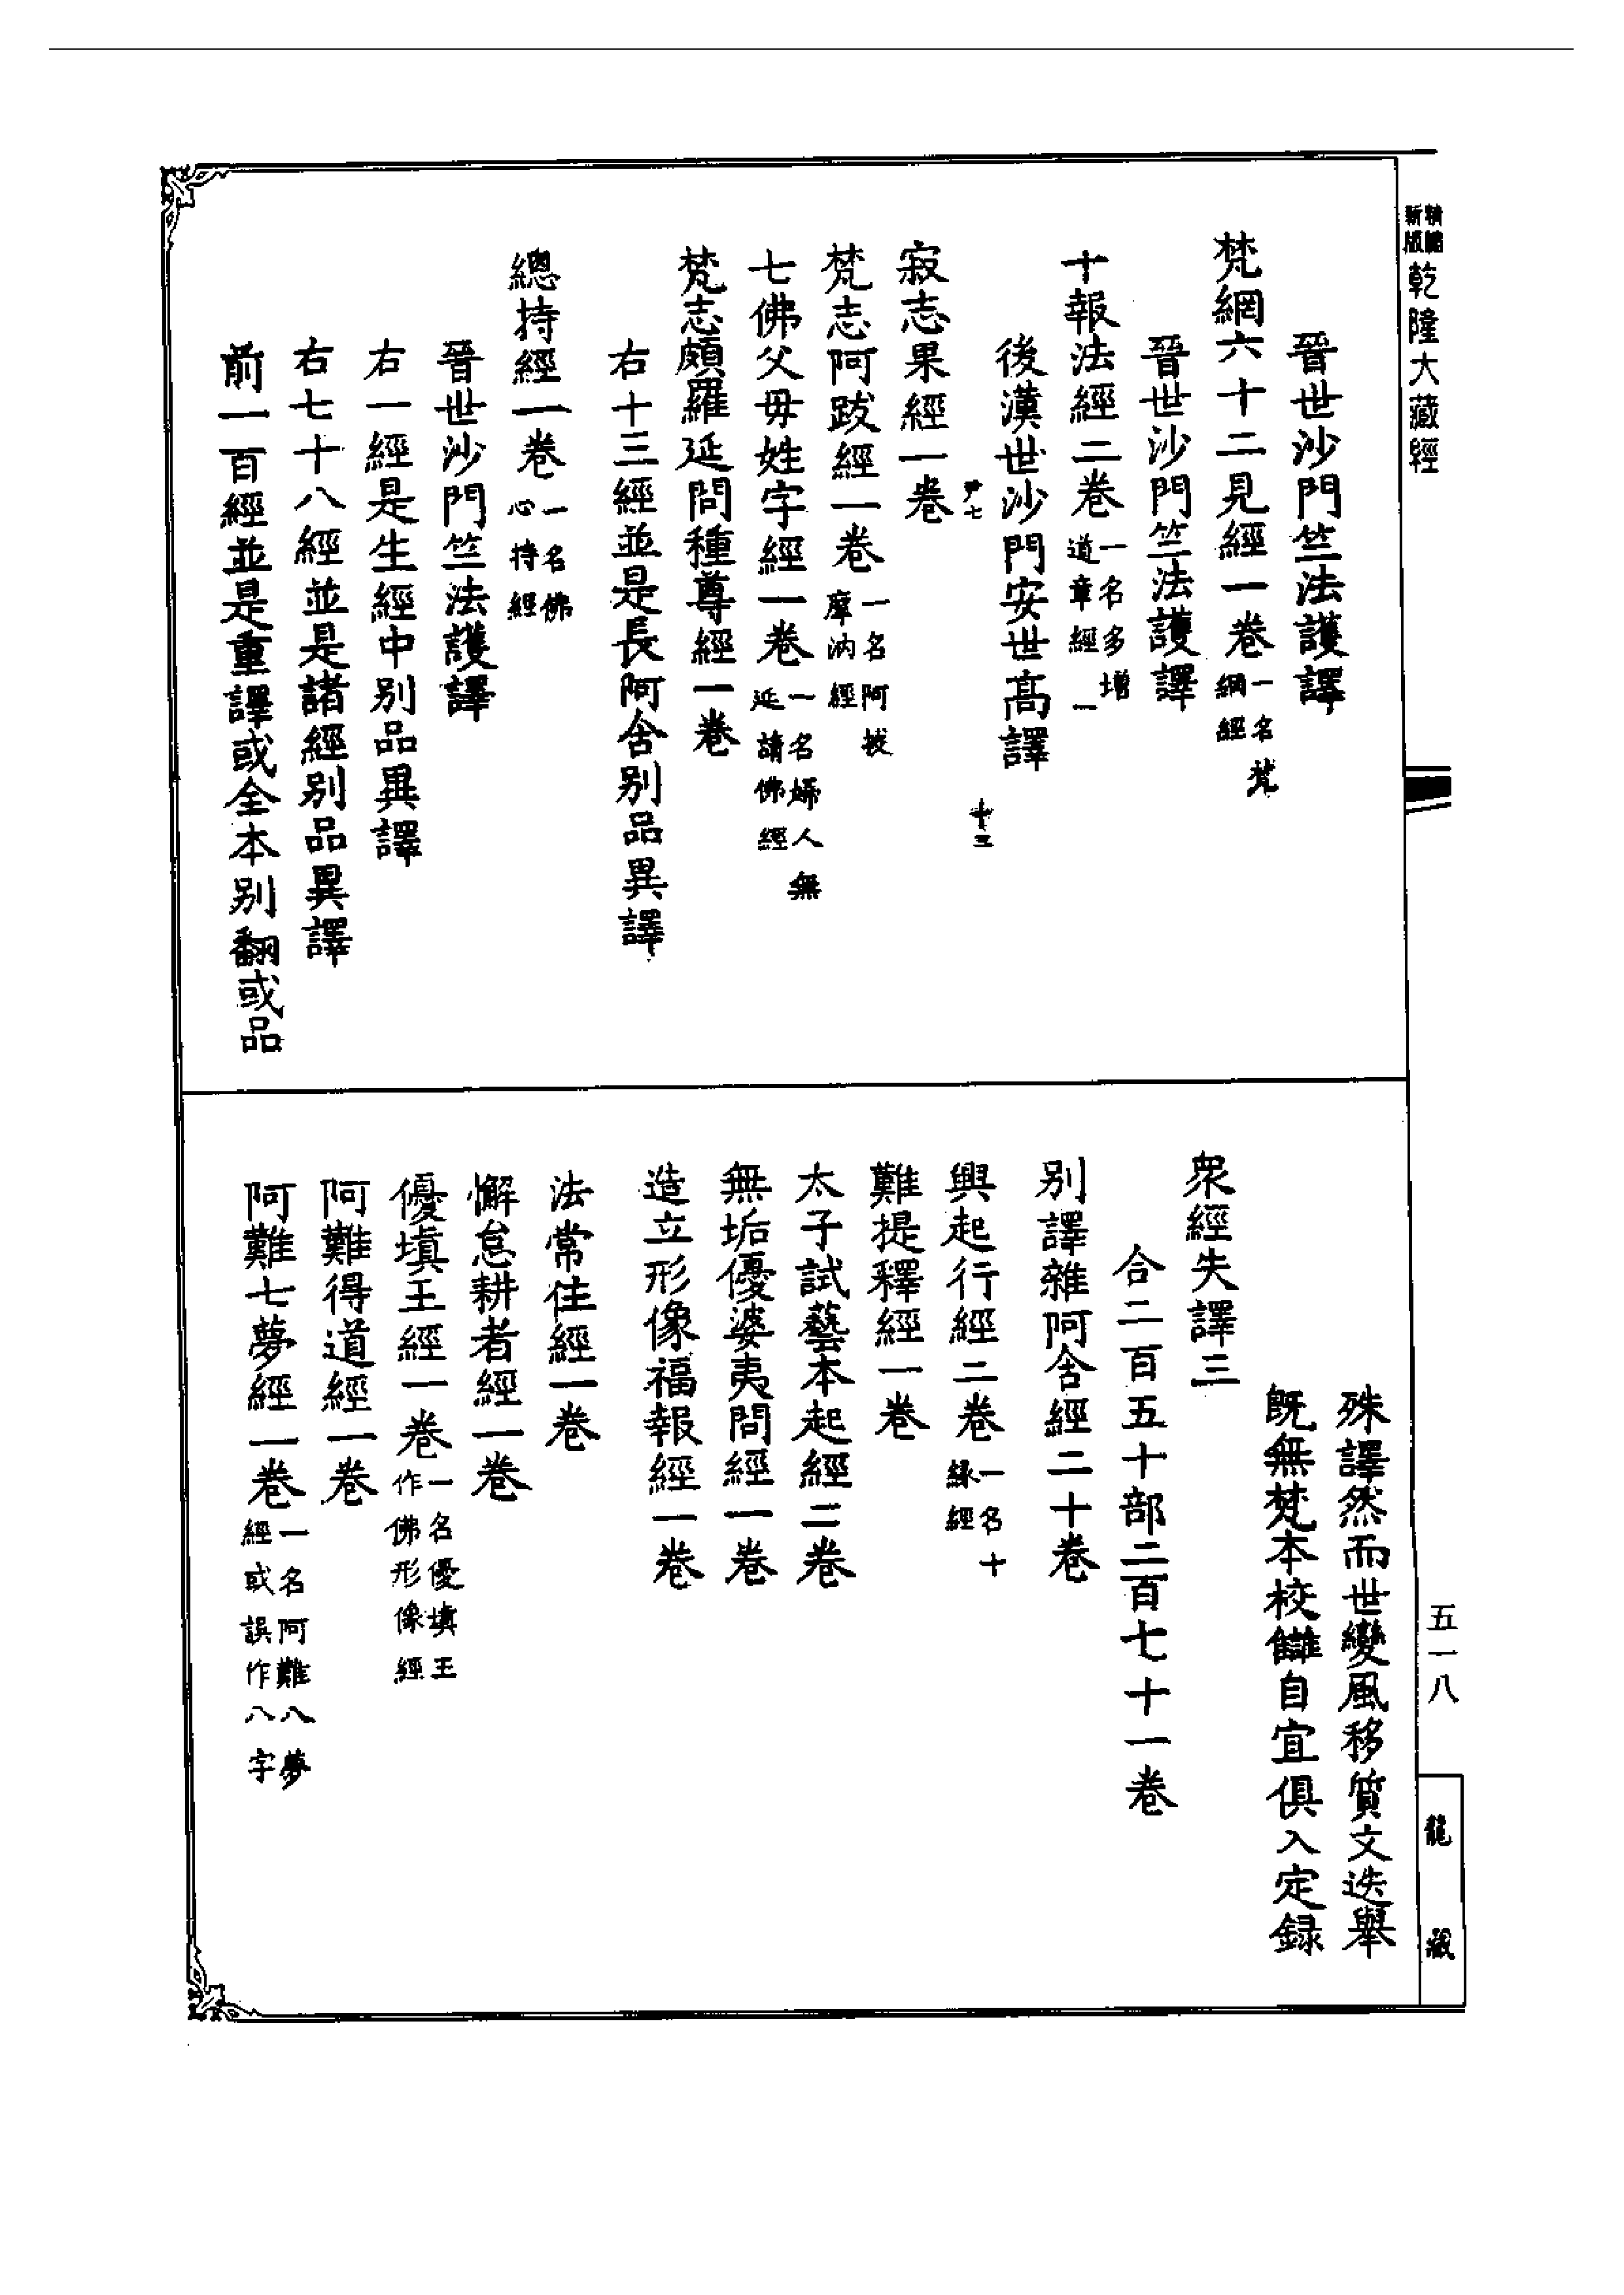 精縮
新版
乾隆大藏經
五一八
龍藏
晉世沙門竺法護譯
梵網六十二見經一卷一名梵
網經
晉世沙門竺法護譯
十報法經二卷一名多增
道章經一
後漢世沙門安世高譯
尹七
十三
寂志果經一卷
梵志阿跋經一卷一名阿拔
摩汭經
七佛父母姓字經一卷一名婦人無
延請佛經
梵志頗羅延問種尊經一卷
右十三經並是長阿含别品異譯
總持經一卷一名佛
心持經
晉世沙門竺法護譯
右一經是生經中别品異譯
右七十八經並是諸經别品異譯
前一百經並是重譯或全本别翻或品
殊譯然而世變風移質文迭舉
既無梵本校讎自宜俱入定録
衆經失譯三
合二百五十部二百七十一卷
别譯雜阿含經二十卷
興起行經二卷一名十
緣經
難提釋經一卷
太子試藝本起經二卷
無垢優婆夷問經一卷
造立形像福報經一卷
法常住經一卷
懈怠耕者經一卷
優填王經一卷一名優填王
作佛形像經
阿難得道經一卷
阿難七夢經一卷一名阿難八夢
經或誤作八字